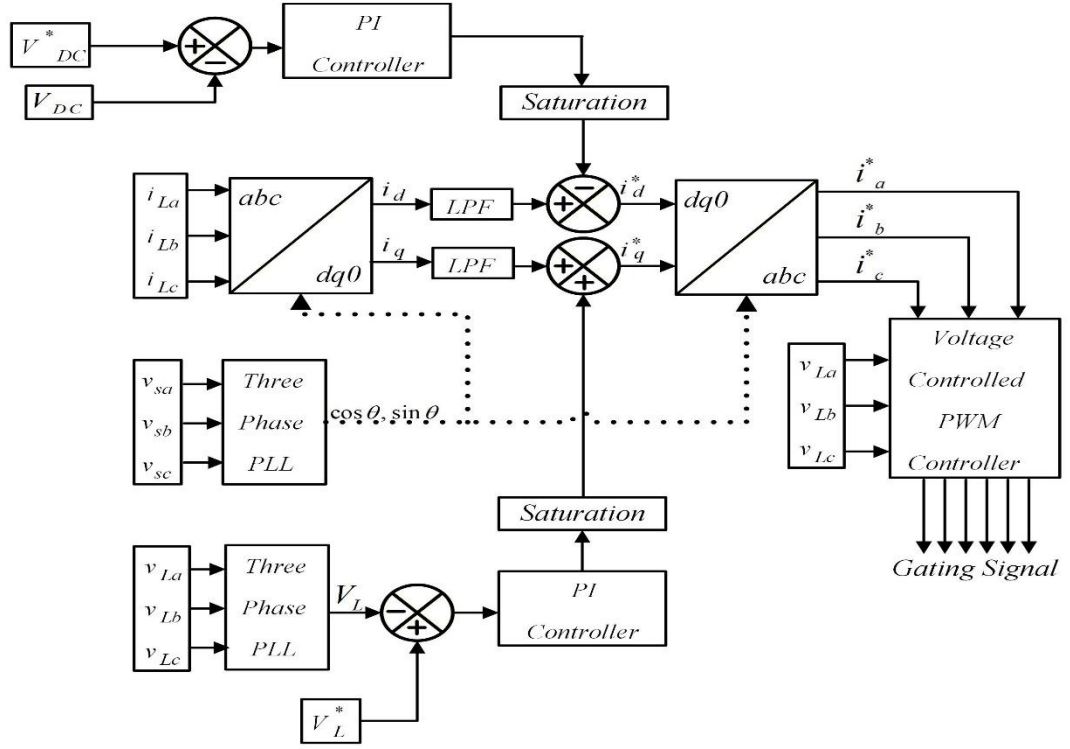 V*DC
+
−
PI
Controller
VDC
Saturation
iLa
iLb
iLc
abc
dq0
id
iq
LPF
LPF
−
+
+
+
i*d
i*q
dq0
abc
i*a
i*b
i*c
vsa
vsb
vsc
Three
Phase
PLL
cosθ, sinθ
vLa
vLb
vLc
Voltage
Controlled
PWM
Controller
Gating Signal
Saturation
vLa
vLb
vLc
Three
Phase
PLL
VL
−
+
PI
Controller
V*L